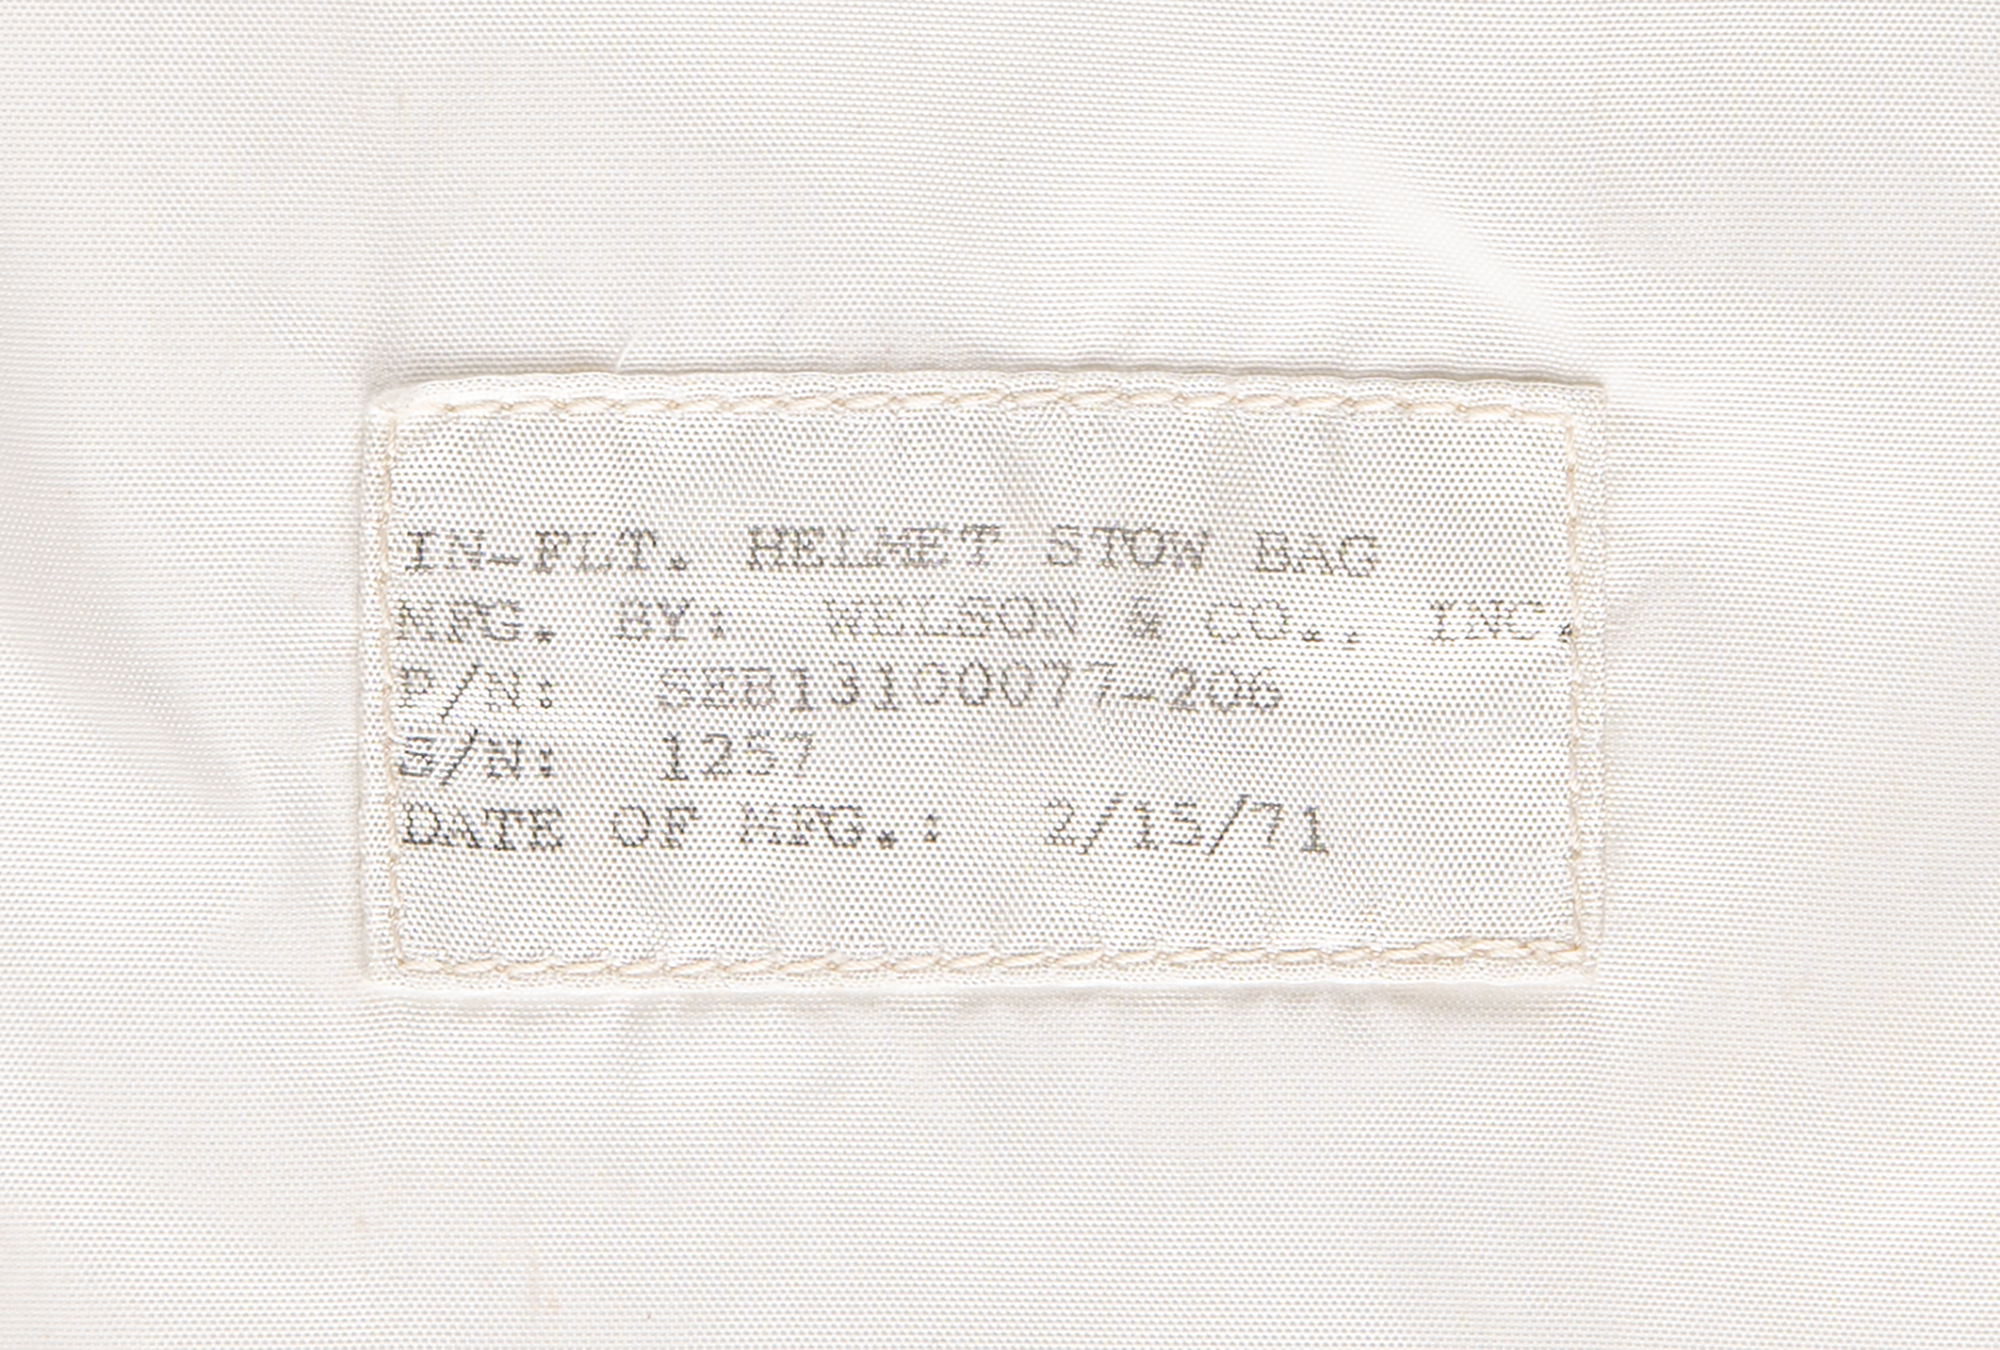 IN-FLT. HELMET STOW BAG
MFG. BY: WELSON & CO., INC.
P/N: SEB13100077-206
S/N: 1257
DATE OF MFG.: 2/15/71